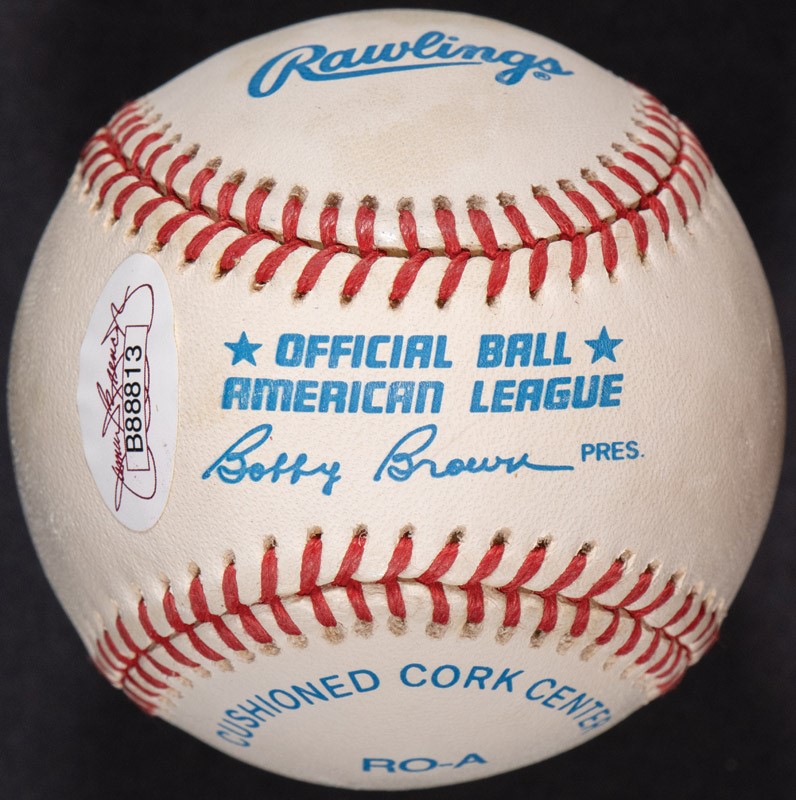 Rawlings®
★ OFFICIAL BALL ★
AMERICAN LEAGUE
Bobby Brown PRES.
B88813
CUSHIONED CORK CENTER
RO-A